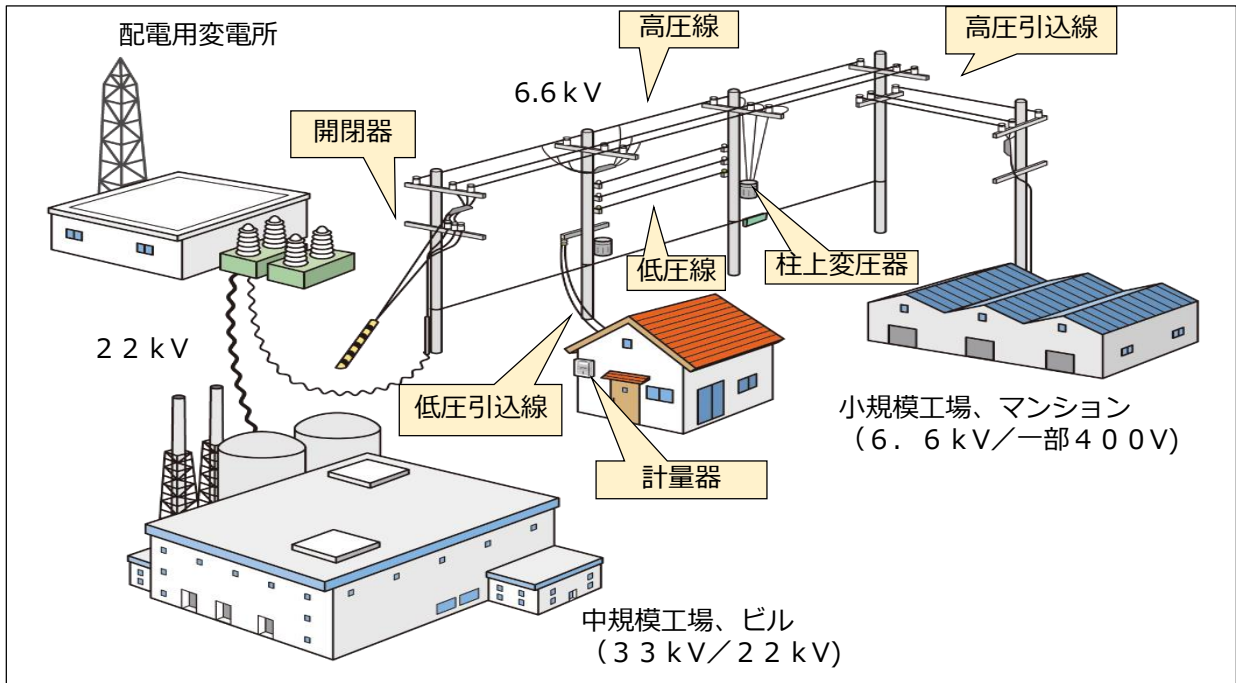 配電用変電所
高圧線
高圧引込線
6.6ｋV
開閉器
低圧線
柱上変圧器
２２ｋV
低圧引込線
計量器
小規模工場、マンション
（６．６ｋV／一部４００V)
中規模工場、ビル
（３３ｋV／２２ｋV)